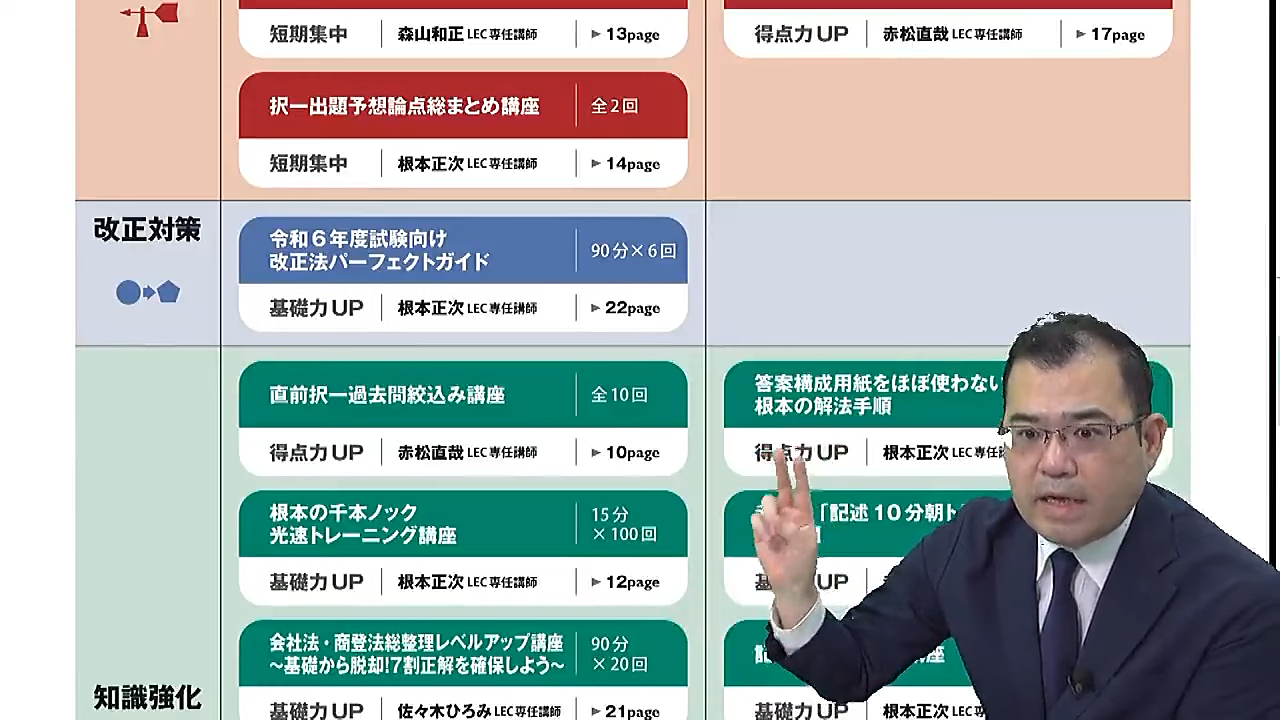 短期集中
森山和正 LEC専任講師
▶13page
得点力UP
赤松直哉 LEC専任講師
▶17page
択一出題予想論点総まとめ講座
全2回
短期集中
根本正次 LEC専任講師
▶14page
改正対策
令和6年度試験向け
改正法パーフェクトガイド
90分×6回
基礎力UP
根本正次 LEC専任講師
▶22page
直前択一過去問絞込み講座
全10回
得点力UP
赤松直哉 LEC専任講師
▶10page
答案構成用紙をほぼ使わない
根本の解法手順
得点力UP
根本正次 LEC専
根本の千本ノック
光速トレーニング講座
15分
×100回
基礎力UP
根本正次 LEC専任講師
▶12page
「記述10分朝ト
UP
会社法・商登法総整理レベルアップ講座
～基礎から脱却!7割正解を確保しよう～
90分
×20回
基礎力UP
佐々木ひろみ LEC専任講師
▶21page
講座
基礎力UP
根本正次 LEC専
知識強化